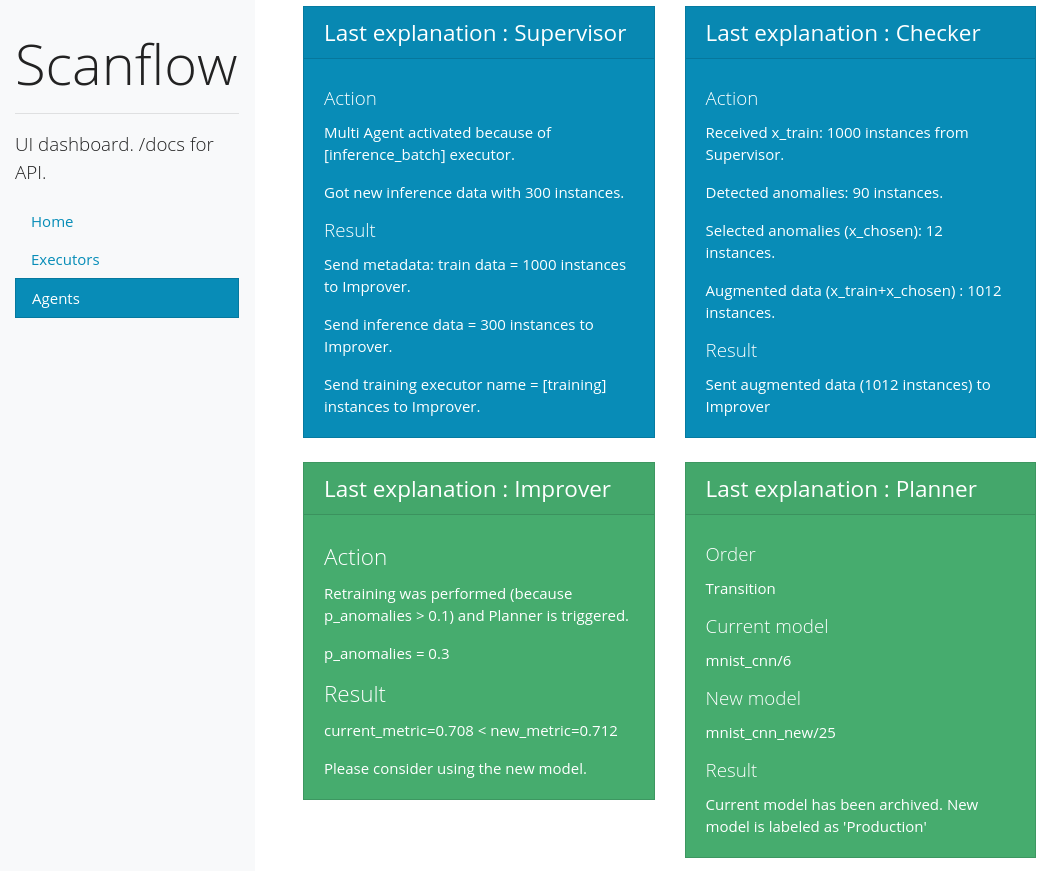 Scanflow
UI dashboard. /docs for
API.
Home
Executors
Agents
Last explanation : Supervisor
Action
Multi Agent activated because of
[inference_batch] executor.
Got new inference data with 300 instances.
Result
Send metadata: train data = 1000 instances
to Improver.
Send inference data = 300 instances to
Improver.
Send training executor name = [training]
instances to Improver.
Last explanation : Checker
Action
Received x_train: 1000 instances from
Supervisor.
Detected anomalies: 90 instances.
Selected anomalies (x_chosen): 12
instances.
Augmented data (x_train+x_chosen) : 1012
instances.
Result
Sent augmented data (1012 instances) to
Improver
Last explanation : Improver
Action
Retraining was performed (because
p_anomalies > 0.1) and Planner is triggered.
p_anomalies = 0.3
Result
current_metric=0.708 < new_metric=0.712
Please consider using the new model.
Last explanation : Planner
Order
Transition
Current model
mnist_cnn/6
New model
mnist_cnn_new/25
Result
Current model has been archived. New
model is labeled as 'Production'